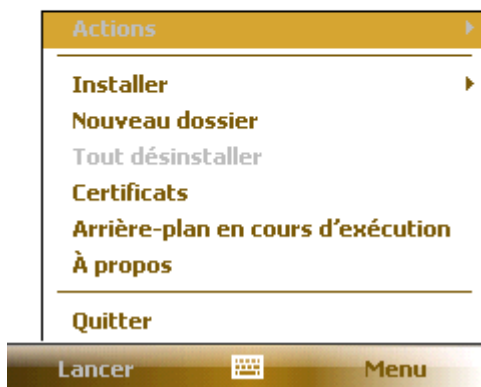 Actions
Installer
Nouveau dossier
Tout désinstaller
Certificats
Arrière-plan en cours d'exécution
À propos
Quitter
Lancer Menu